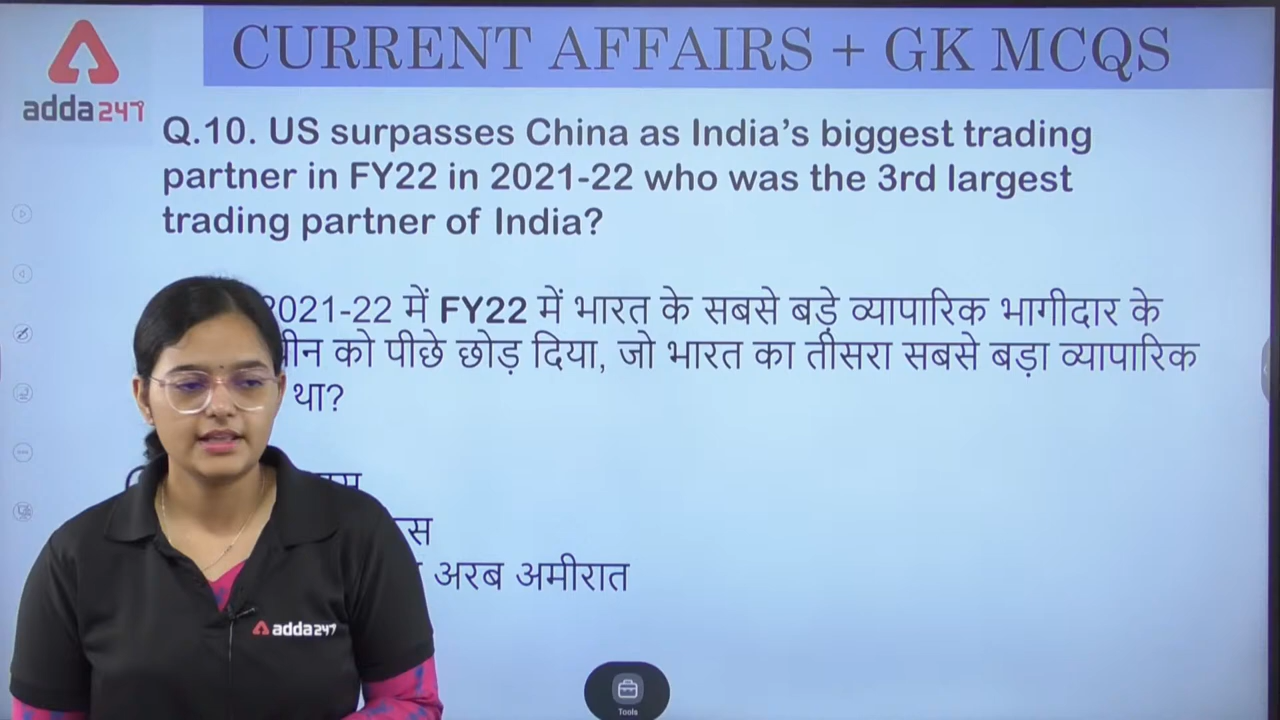 CURRENT AFFAIRS + GK MCQS
adda247
Q.10. US surpasses China as India's biggest trading
partner in FY22 in 2021-22 who was the 3rd largest
trading partner of India?
2021-22 में FY22 में भारत के सबसे बड़े व्यापारिक भागीदार के
को पीछे छोड़ दिया, जो भारत का तीसरा सबसे बड़ा व्यापारिक
था?
अरब अमीरात
adda247
Tools